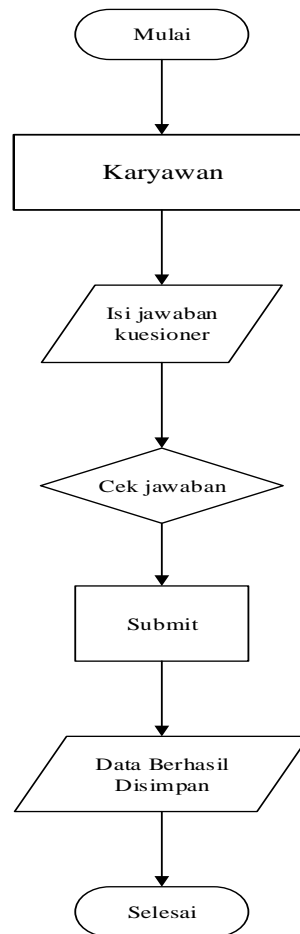 Mulai
Karyawan
Isi jawaban
kuesioner
Cek jawaban
Submit
Data Berhasil
Disimpan
Selesai